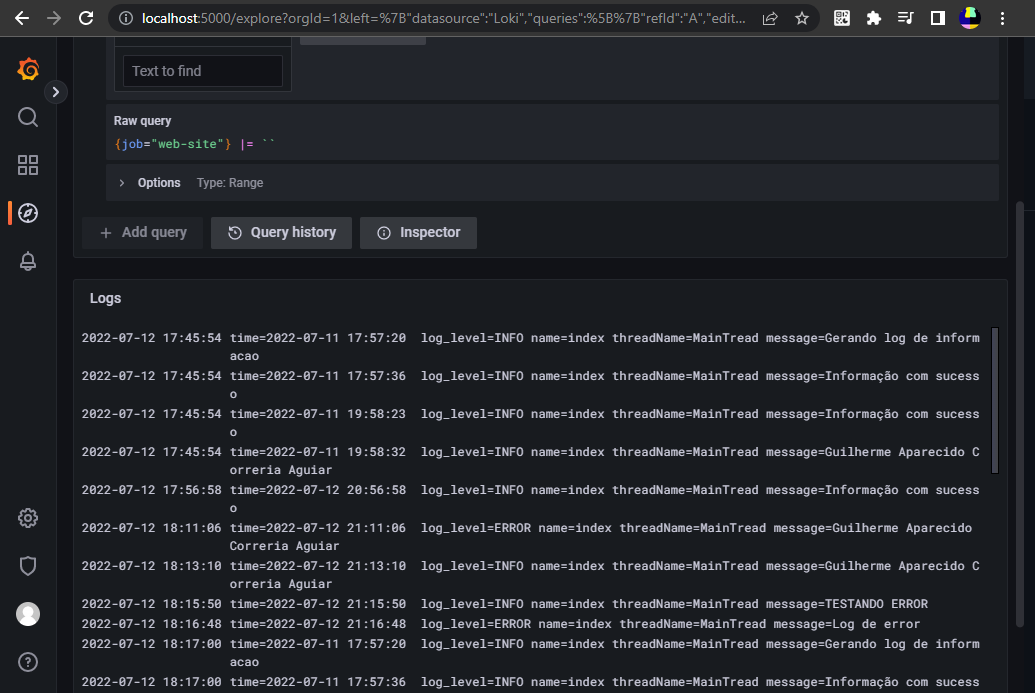 localhost:5000/explore?orgId=1&left=%7B"datasource":"Loki","queries":%5B%7B"refId":"A","edit...
Text to find
Raw query
{job="web-site"} |= ``
Options Type: Range
+ Add query Query history Inspector
Logs
2022-07-12 17:45:54 time=2022-07-11 17:57:20 log_level=INFO name=index threadName=MainTread message=Gerando log de inform
acao
2022-07-12 17:45:54 time=2022-07-11 17:57:36 log_level=INFO name=index threadName=MainTread message=Informação com sucess
o
2022-07-12 17:45:54 time=2022-07-11 19:58:23 log_level=INFO name=index threadName=MainTread message=Informação com sucess
o
2022-07-12 17:45:54 time=2022-07-11 19:58:32 log_level=INFO name=index threadName=MainTread message=Guilherme Aparecido C
orreria Aguiar
2022-07-12 17:56:58 time=2022-07-12 20:56:58 log_level=INFO name=index threadName=MainTread message=Informação com sucess
o
2022-07-12 18:11:06 time=2022-07-12 21:11:06 log_level=ERROR name=index threadName=MainTread message=Guilherme Aparecido
Correria Aguiar
2022-07-12 18:13:10 time=2022-07-12 21:13:10 log_level=INFO name=index threadName=MainTread message=Guilherme Aparecido C
orreria Aguiar
2022-07-12 18:15:50 time=2022-07-12 21:15:50 log_level=INFO name=index threadName=MainTread message=TESTANDO ERROR
2022-07-12 18:16:48 time=2022-07-12 21:16:48 log_level=ERROR name=index threadName=MainTread message=Log de error
2022-07-12 18:17:00 time=2022-07-11 17:57:20 log_level=INFO name=index threadName=MainTread message=Gerando log de inform
acao
2022-07-12 18:17:00 time=2022-07-11 17:57:36 log_level=INFO name=index threadName=MainTread message=Informação com sucess